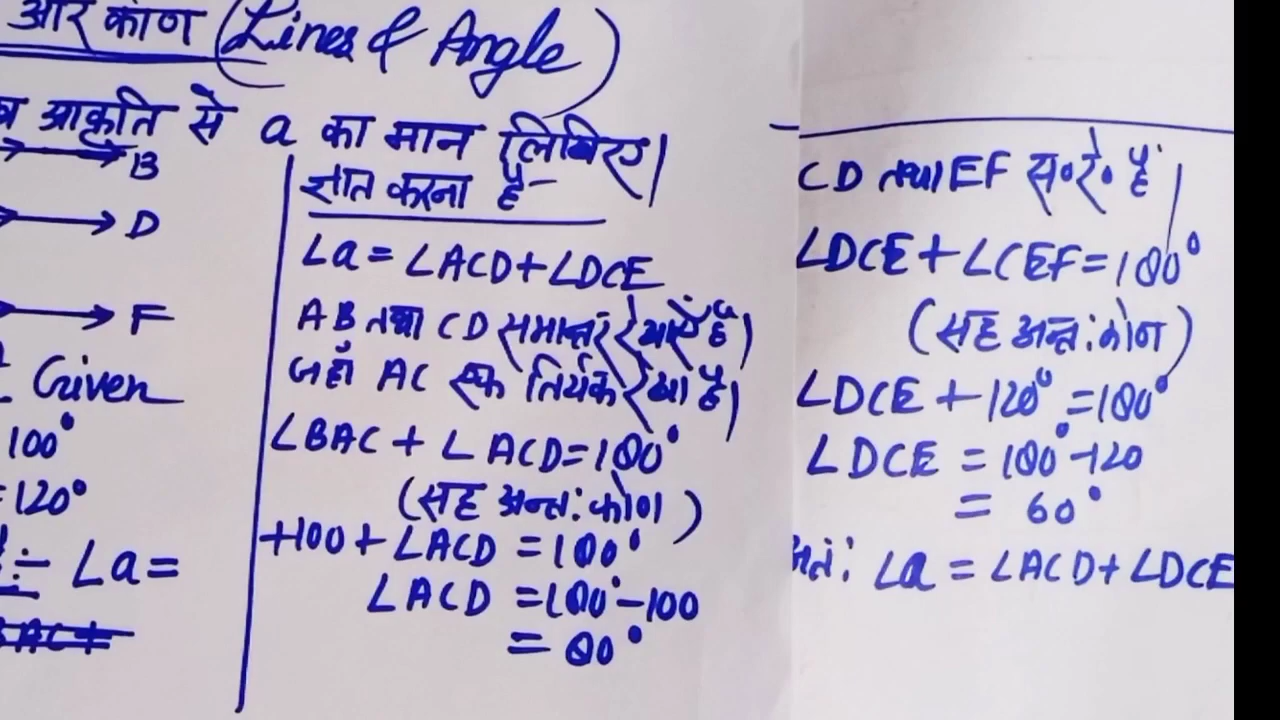 और कोण (Lines & Angle)
आकृति से a का मान लिखिए।
B
D
F
Given
100°
=120°
:- ∠a=
BAC+
ज्ञात करना है-
∠a = ∠ACD+∠DCE
AB तथा CD समान्तर रेखाएँ है।
जहाँ AC एक तिर्यक रेखा है।
∠BAC + ∠ACD=180°
(सह अन्त: कोण)
+100 + ∠ACD = 180°
∠ACD = 180°-100
= 80°
CD तथा EF स॰रे॰ है।
∠DCE+∠CEF=180°
(सह अन्त: कोण)
∠DCE + 120° =180°
∠DCE = 180°-120
= 60°
अत: ∠a = ∠ACD+∠DCE